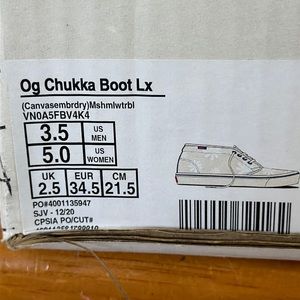 Og Chukka Boot Lx
(Canvasembrdry)Mshmlwtrbl
VN0A5FBV4K4
3.5 US MEN
5.0 US WOMEN
UK EUR CM
2.5 34.5 21.5
PO#4001135947
SJV - 12/20
CPSIA PO/CUT#